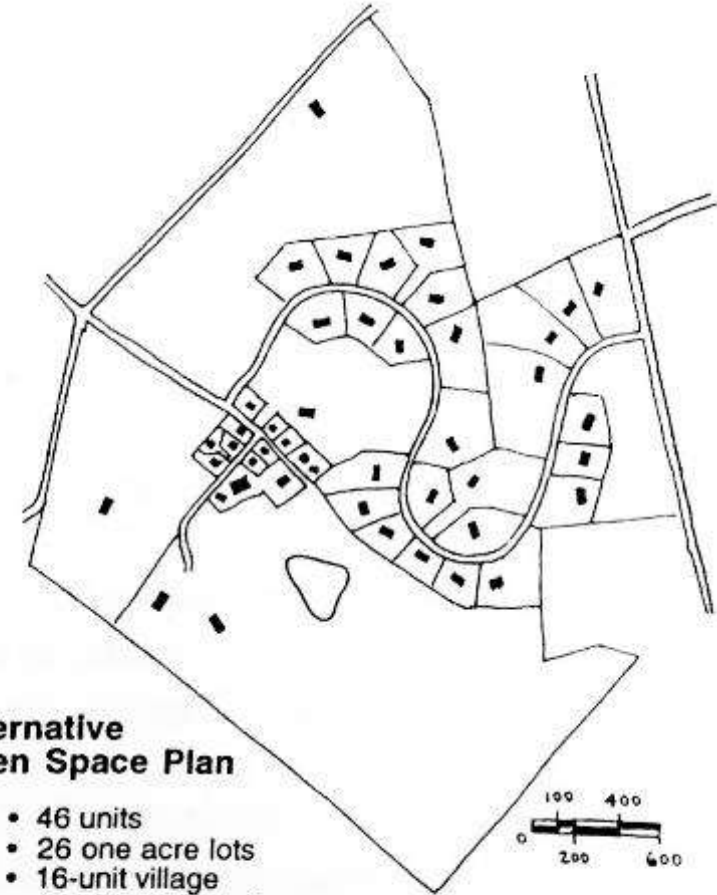 ernative
en Space Plan
• 46 units
• 26 one acre lots
• 16-unit village
100 400
0
200 600